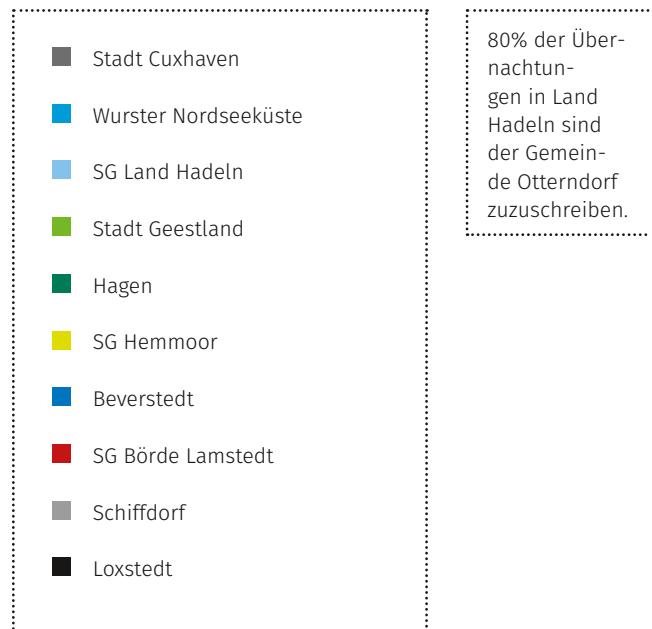 Stadt Cuxhaven
Wurster Nordseeküste
SG Land Hadeln
Stadt Geestland
Hagen
SG Hemmoor
Beverstedt
SG Börde Lamstedt
Schiffdorf
Loxstedt
80% der Über-
nachtun-
gen in Land
Hadeln sind
der Gemein-
de Otterndorf
zuzuschreiben.